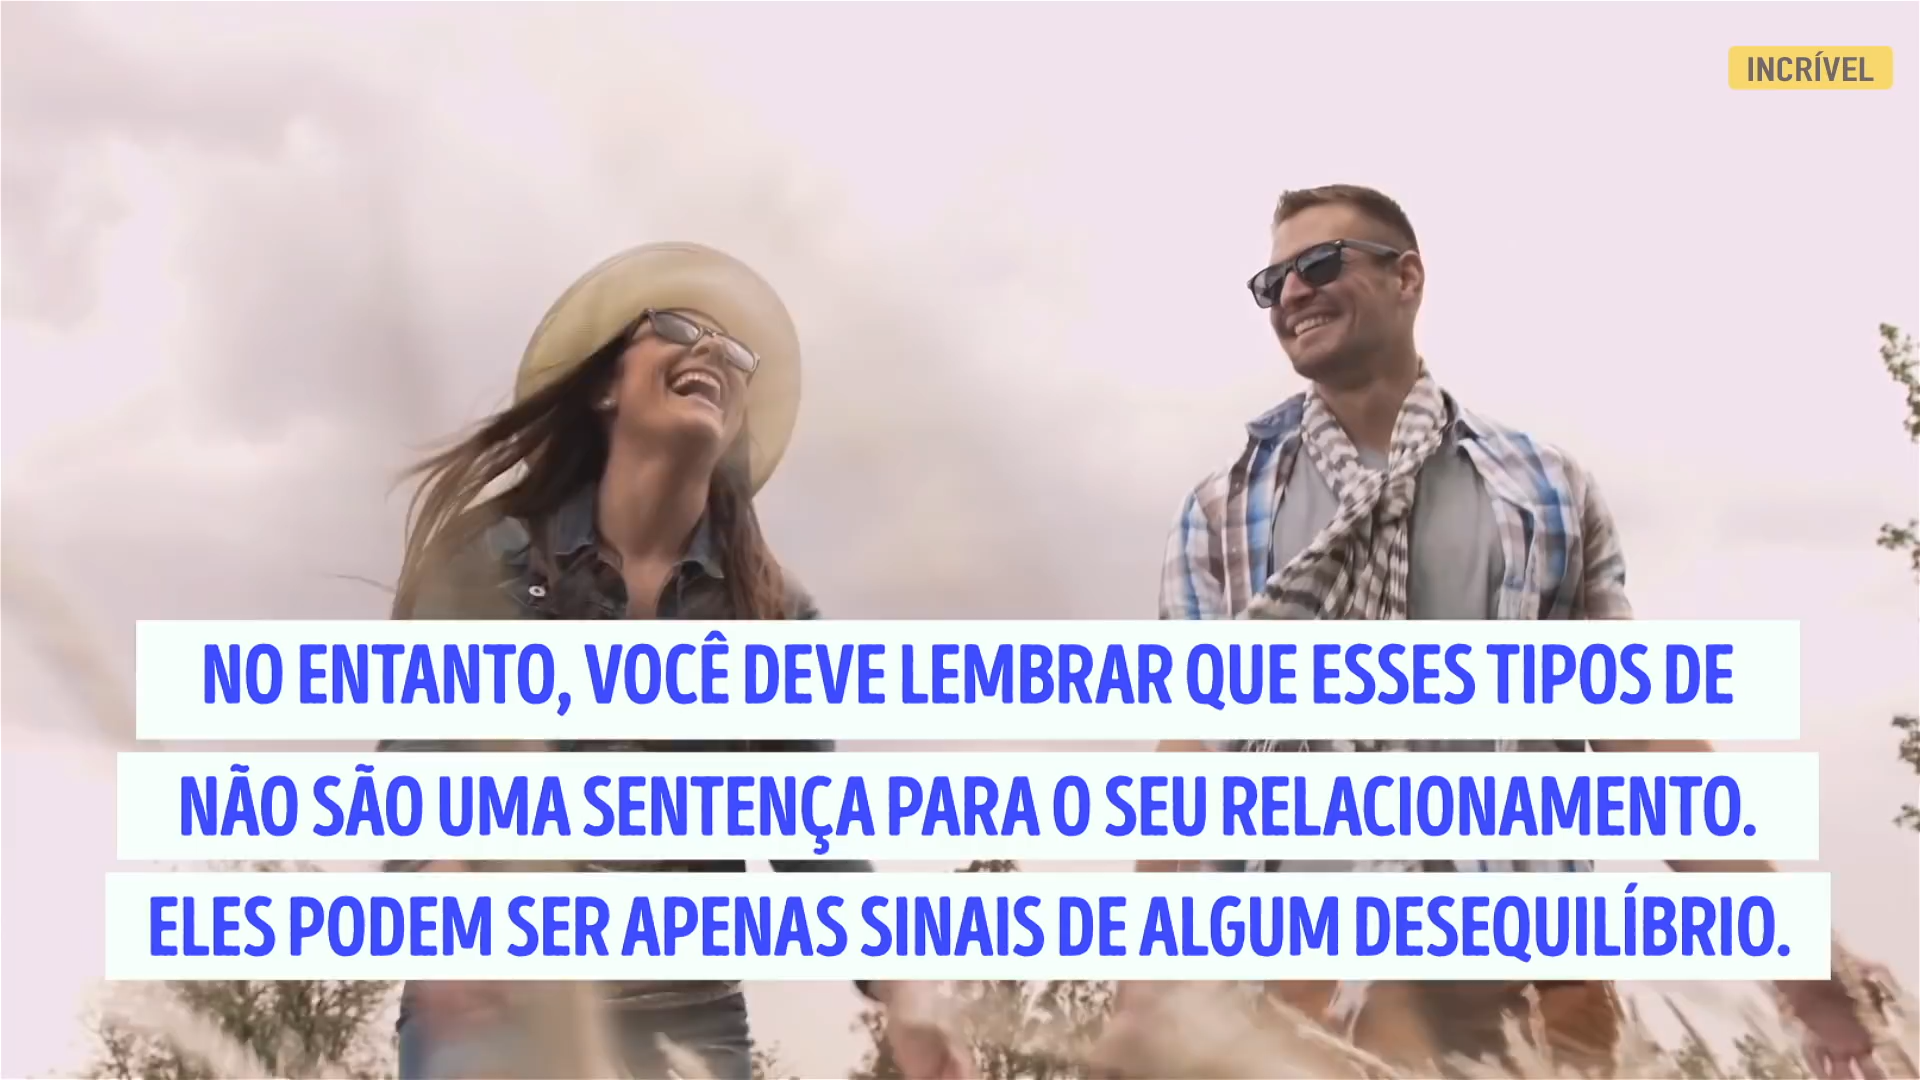 INCRÍVEL
NO ENTANTO, VOCÊ DEVE LEMBRAR QUE ESSES TIPOS DE
NÃO SÃO UMA SENTENÇA PARA O SEU RELACIONAMENTO.
ELES PODEM SER APENAS SINAIS DE ALGUM DESEQUILÍBRIO.